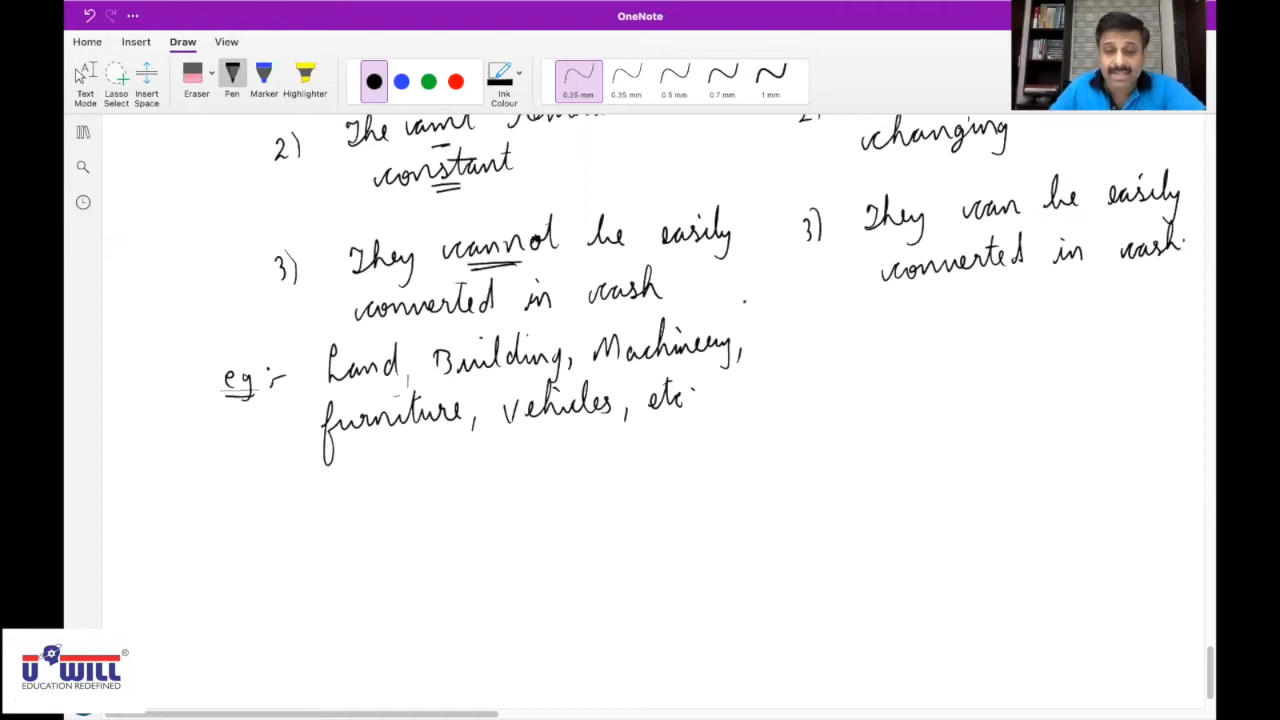 OneNote
Home Insert Draw View
Text Mode
Lasso Select
Insert Space
Eraser
Pen
Marker
Highlighter
Ink Colour
0.25 mm
0.35 mm
0.5 mm
0.7 mm
1 mm
2) The amt
constant
3) They cannot be easily
converted in cash
eg:- Land, Building, Machinery,
furniture, vehicles, etc.
2.
changing
3) They can be easily
converted in cash.
U WILL
EDUCATION REDEFINED